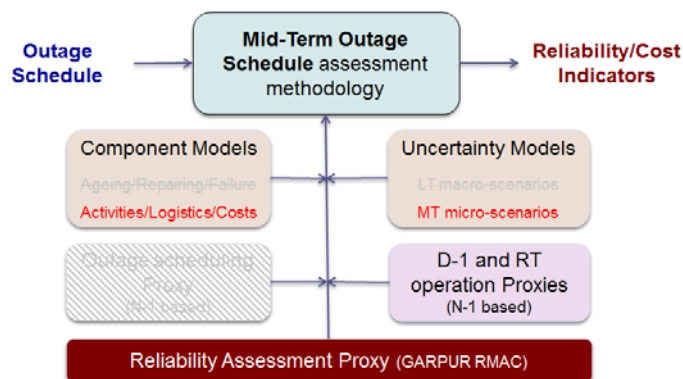 Outage
Schedule
Mid-Term Outage
Schedule assessment
methodology
Reliability/Cost
Indicators
Component Models
Ageing/Repairing/Failure
Activities/Logistics/Costs
Uncertainty Models
LT macro-scenarios
MT micro-scenarios
Outage scheduling
Proxy
(N-1 based)
D-1 and RT
operation Proxies
(N-1 based)
Reliability Assessment Proxy (GARPUR RMAC)